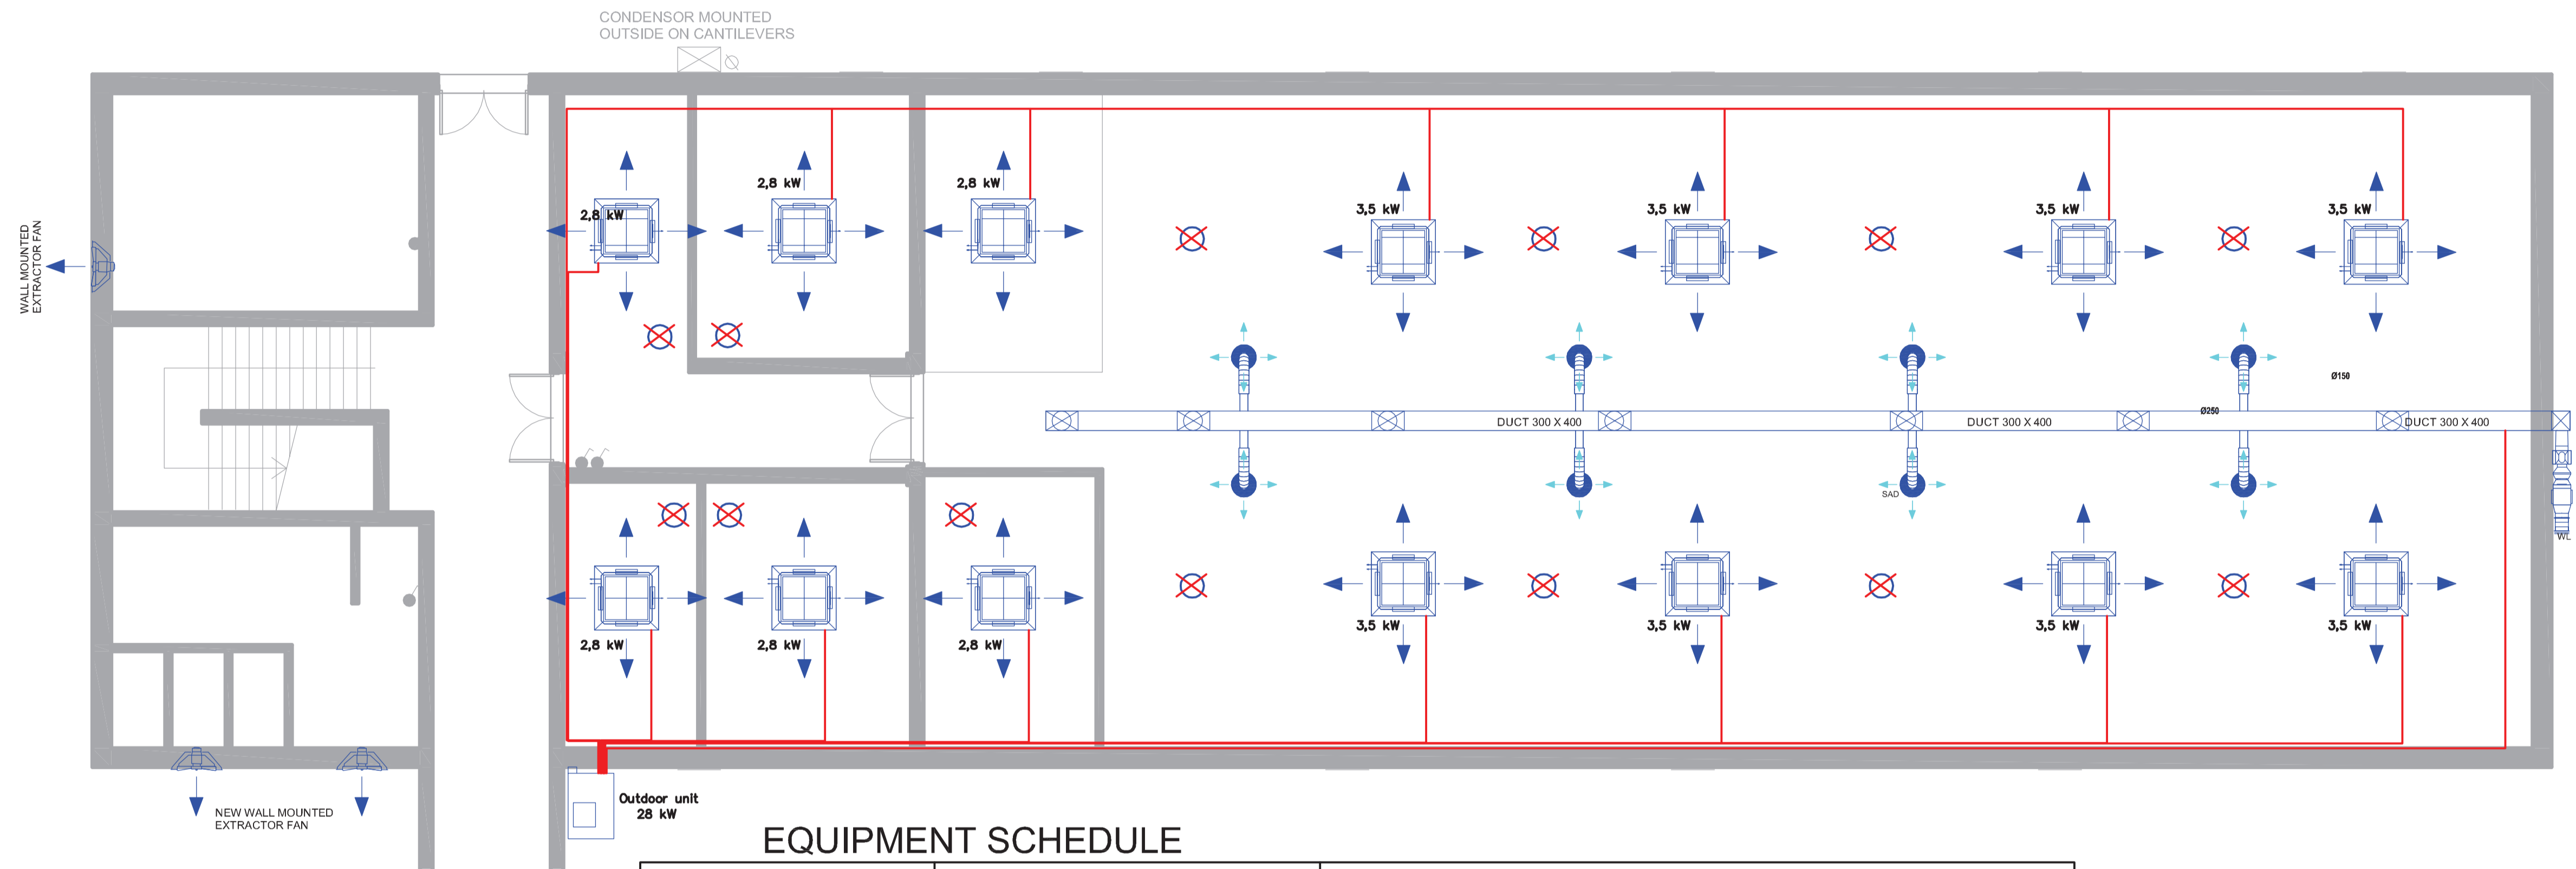 CONDENSOR MOUNTED
OUTSIDE ON CANTILEVERS
WALL MOUNTED
EXTRACTOR FAN
2,8 kW
2,8 kW
2,8 kW
3,5 kW
3,5 kW
3,5 kW
3,5 kW
Ø150
Ø250
DUCT 300 X 400
DUCT 300 X 400
DUCT 300 X 400
SAD
WL
2,8 kW
2,8 kW
2,8 kW
3,5 kW
3,5 kW
3,5 kW
3,5 kW
NEW WALL MOUNTED
EXTRACTOR FAN
Outdoor unit
28 kW
EQUIPMENT SCHEDULE